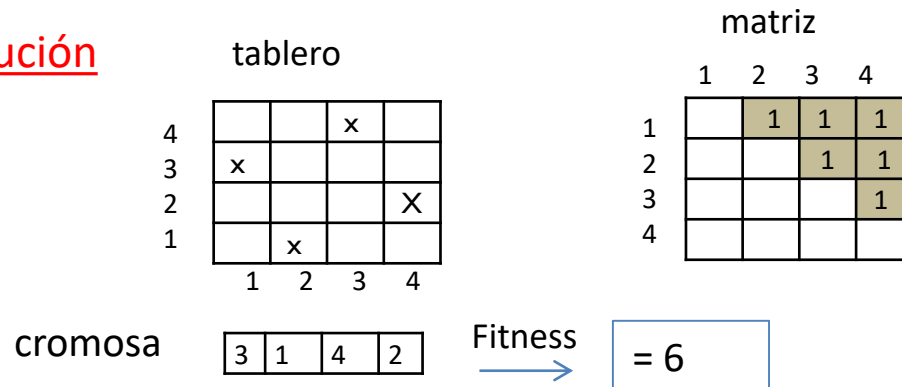 ución
tablero
matriz
4 x
3 x
2 X
1 x
1 2 3 4
1 2 3 4
1 1 1 1
2 1 1
3 1
4
cromosa
3 1 4 2
Fitness
= 6